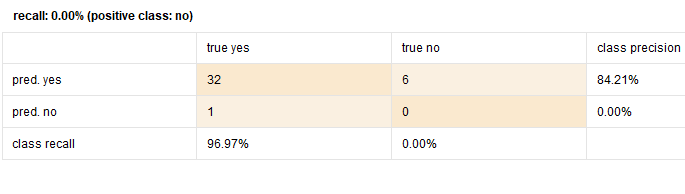 recall: 0.00% (positive class: no)
true yes true no class precision
pred. yes 32 6 84.21%
pred. no 1 0 0.00%
class recall 96.97% 0.00%